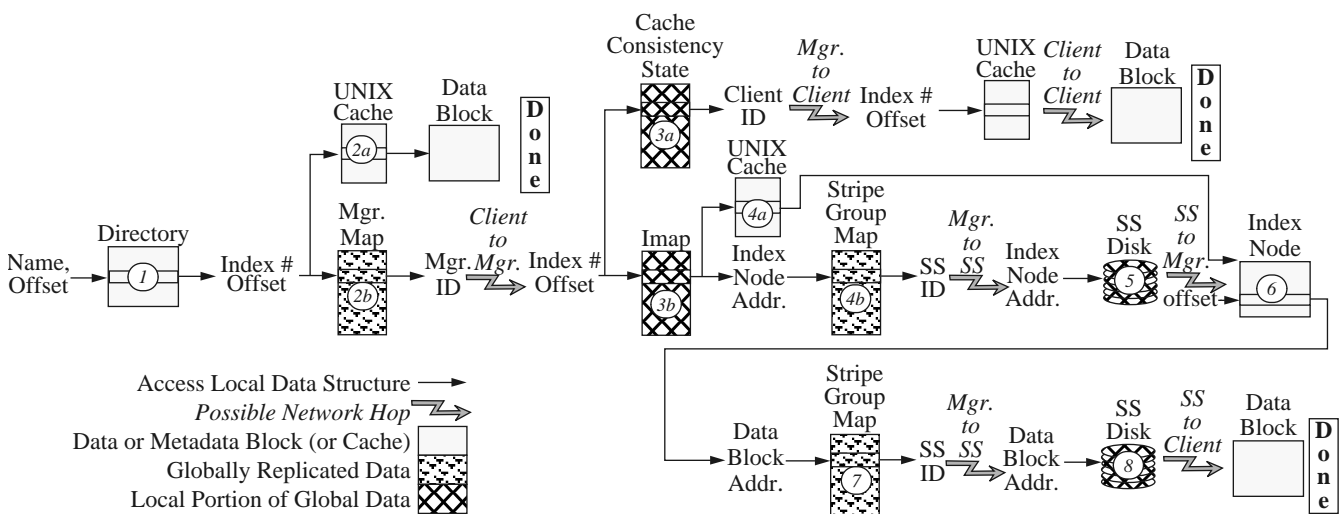 Cache
Consistency
State
3a
Client
ID
Mgr.
to
Client
Index #
Offset
UNIX
Cache
Client
to
Client
Data
Block
D
o
n
e
UNIX
Cache
2a
Data
Block
D
o
n
e
Name,
Offset
Directory
1
Index #
Offset
Mgr.
Map
2b
Mgr.
ID
Client
to
Mgr.
Index #
Offset
Imap
3b
UNIX
Cache
4a
Index
Node
Addr.
Stripe
Group
Map
4b
SS
ID
Mgr.
to
SS
Index
Node
Addr.
SS
Disk
5
SS
to
Mgr.
offset
Index
Node
6
Access Local Data Structure
Possible Network Hop
Data or Metadata Block (or Cache)
Globally Replicated Data
Local Portion of Global Data
Data
Block
Addr.
Stripe
Group
Map
7
SS
ID
Mgr.
to
SS
Data
Block
Addr.
SS
Disk
8
SS
to
Client
Data
Block
D
o
n
e